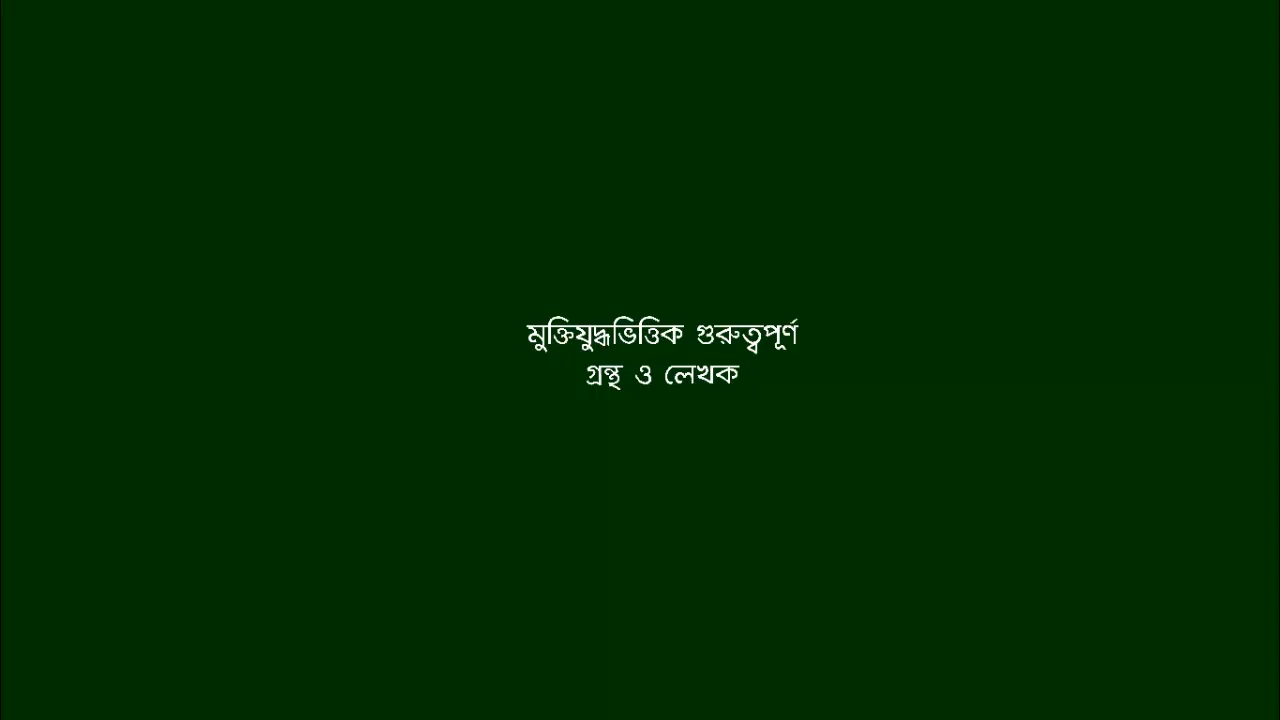 মুক্তিযুদ্ধভিত্তিক গুরুত্বপূর্ণ
গ্রন্থ ও লেখক